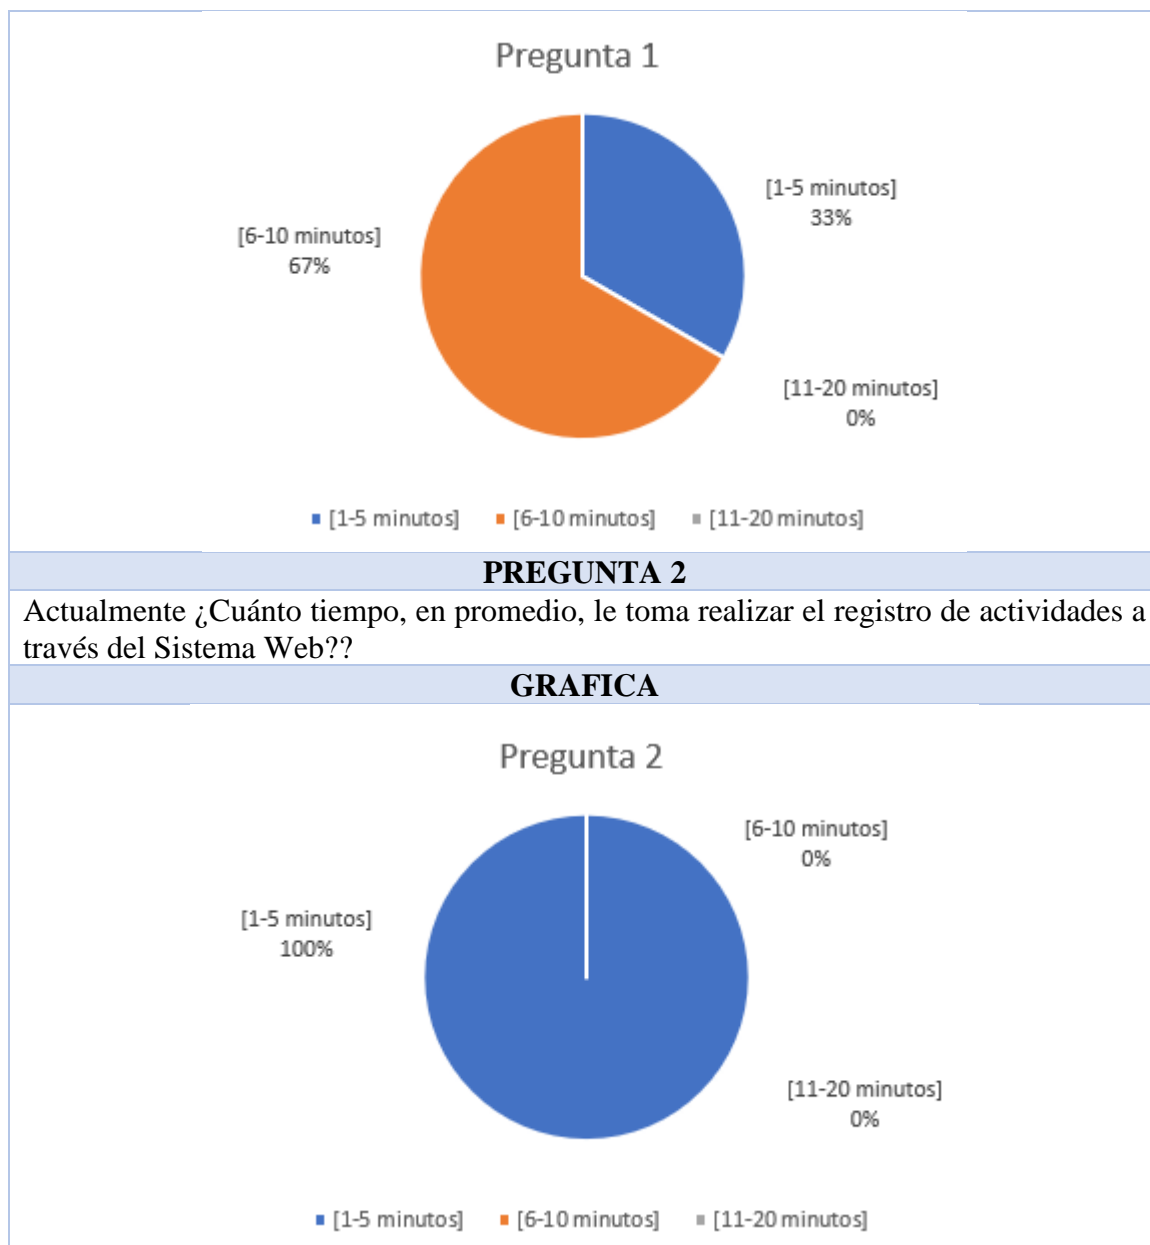 Pregunta 1
[1-5 minutos]
33%
[6-10 minutos]
67%
[11-20 minutos]
0%
[1-5 minutos] [6-10 minutos] [11-20 minutos]
PREGUNTA 2
Actualmente ¿Cuánto tiempo, en promedio, le toma realizar el registro de actividades a
través del Sistema Web??
GRAFICA
Pregunta 2
[6-10 minutos]
0%
[1-5 minutos]
100%
[11-20 minutos]
0%
[1-5 minutos] [6-10 minutos] [11-20 minutos]